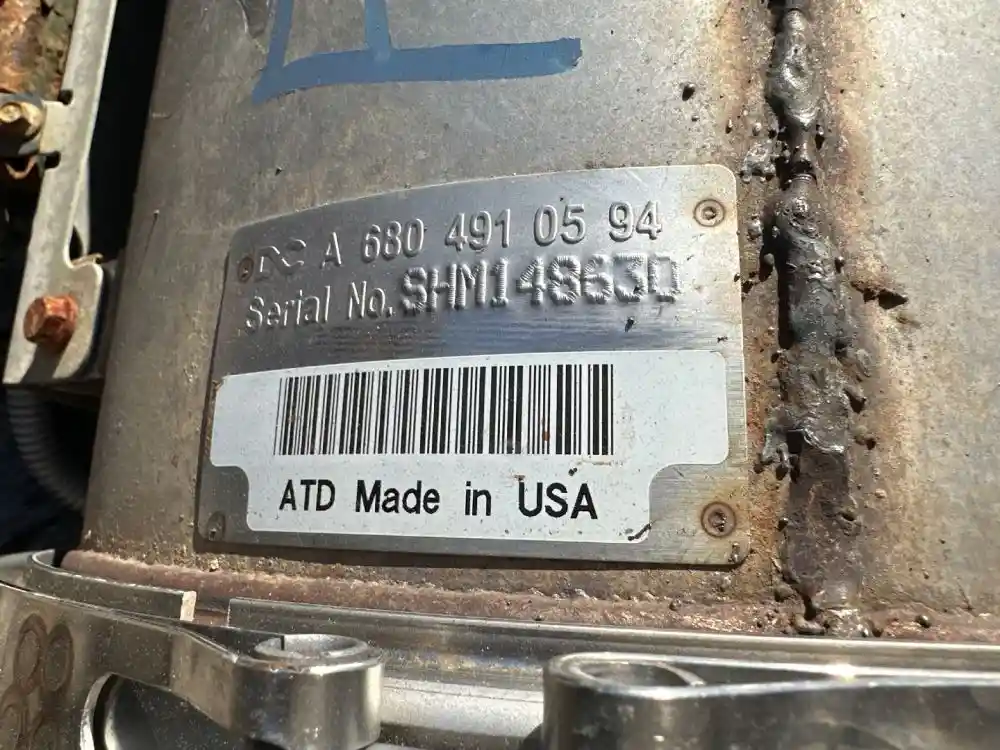 DC A 680 491 05 94
Serial No. SHM148630
ATD Made in USA